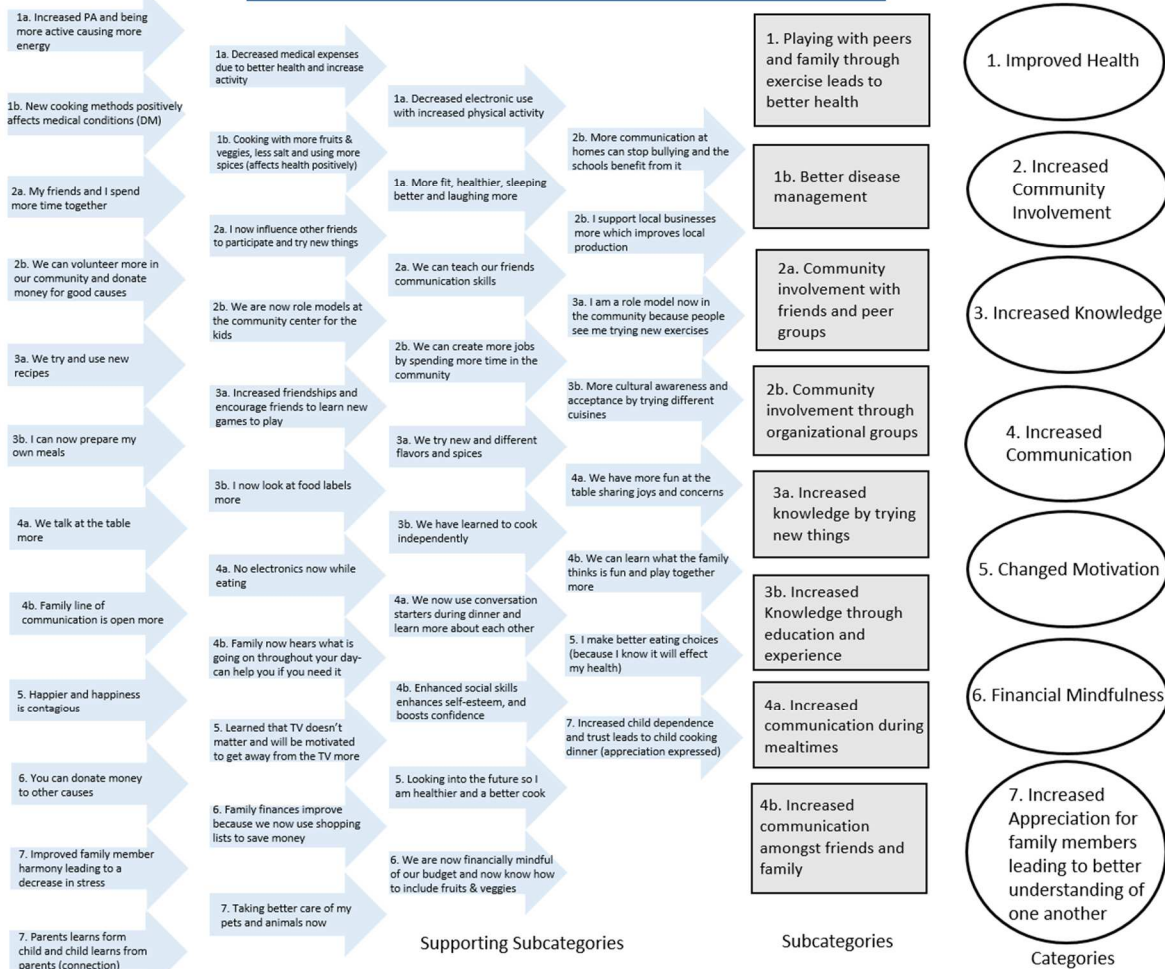 1a. Increased PA and being
more active causing more
energy
1b. New cooking methods positively
affects medical conditions (DM)
2a. My friends and I spend
more time together
2b. We can volunteer more in
our community and donate
money for good causes
3a. We try and use new
recipes
3b. I can now prepare my
own meals
4a. We talk at the table
more
4b. Family line of
communication is open more
5. Happier and happiness
is contagious
6. You can donate money
to other causes
7. Improved family member
harmony leading to a
decrease in stress
7. Parents learns form
child and child learns from
parents (connection)
1a. Decreased medical expenses
due to better health and increase
activity
1b. Cooking with more fruits &
veggies, less salt and using more
spices (affects health positively)
2a. I now influence other friends
to participate and try new things
2b. We are now role models at
the community center for the
kids
3a. Increased friendships and
encourage friends to learn new
games to play
3b. I now look at food labels
more
4a. No electronics now while
eating
4b. Family now hears what is
going on throughout your day-
can help you if you need it
5. Learned that TV doesn't
matter and will be motivated
to get away from the TV more
6. Family finances improve
because we now use shopping
lists to save money
7. Taking better care of my
pets and animals now
1a. Decreased electronic use
with increased physical activity
1a. More fit, healthier, sleeping
better and laughing more
2a. We can teach our friends
communication skills
2b. We can create more jobs
by spending more time in the
community
3a. We try new and different
flavors and spices
3b. We have learned to cook
independently
4a. We now use conversation
starters during dinner and
learn more about each other
4b. Enhanced social skills
enhances self-esteem, and
boosts confidence
5. Looking into the future so I
am healthier and a better cook
6. We are now financially mindful
of our budget and now know how
to include fruits & veggies
2b. More communication at
homes can stop bullying and the
schools benefit from it
2b. I support local businesses
more which improves local
production
3a. I am a role model now in
the community because people
see me trying new exercises
3b. More cultural awareness and
acceptance by trying different
cuisines
4a. We have more fun at the
table sharing joys and concerns
4b. We can learn what the family
thinks is fun and play together
more
5. I make better eating choices
(because I know it will effect
my health)
7. Increased child dependence
and trust leads to child cooking
dinner (appreciation expressed)
Supporting Subcategories
1. Playing with peers
and family through
exercise leads to
better health
1b. Better disease
management
2a. Community
involvement with
friends and peer
groups
2b. Community
involvement through
organizational groups
3a. Increased
knowledge by trying
new things
3b. Increased
Knowledge through
education and
experience
4a. Increased
communication during
mealtimes
4b. Increased
communication
amongst friends and
family
Subcategories
1. Improved Health
2. Increased
Community
Involvement
3. Increased Knowledge
4. Increased
Communication
5. Changed Motivation
6. Financial Mindfulness
7. Increased
Appreciation for
family members
leading to better
understanding of
one another
Categories